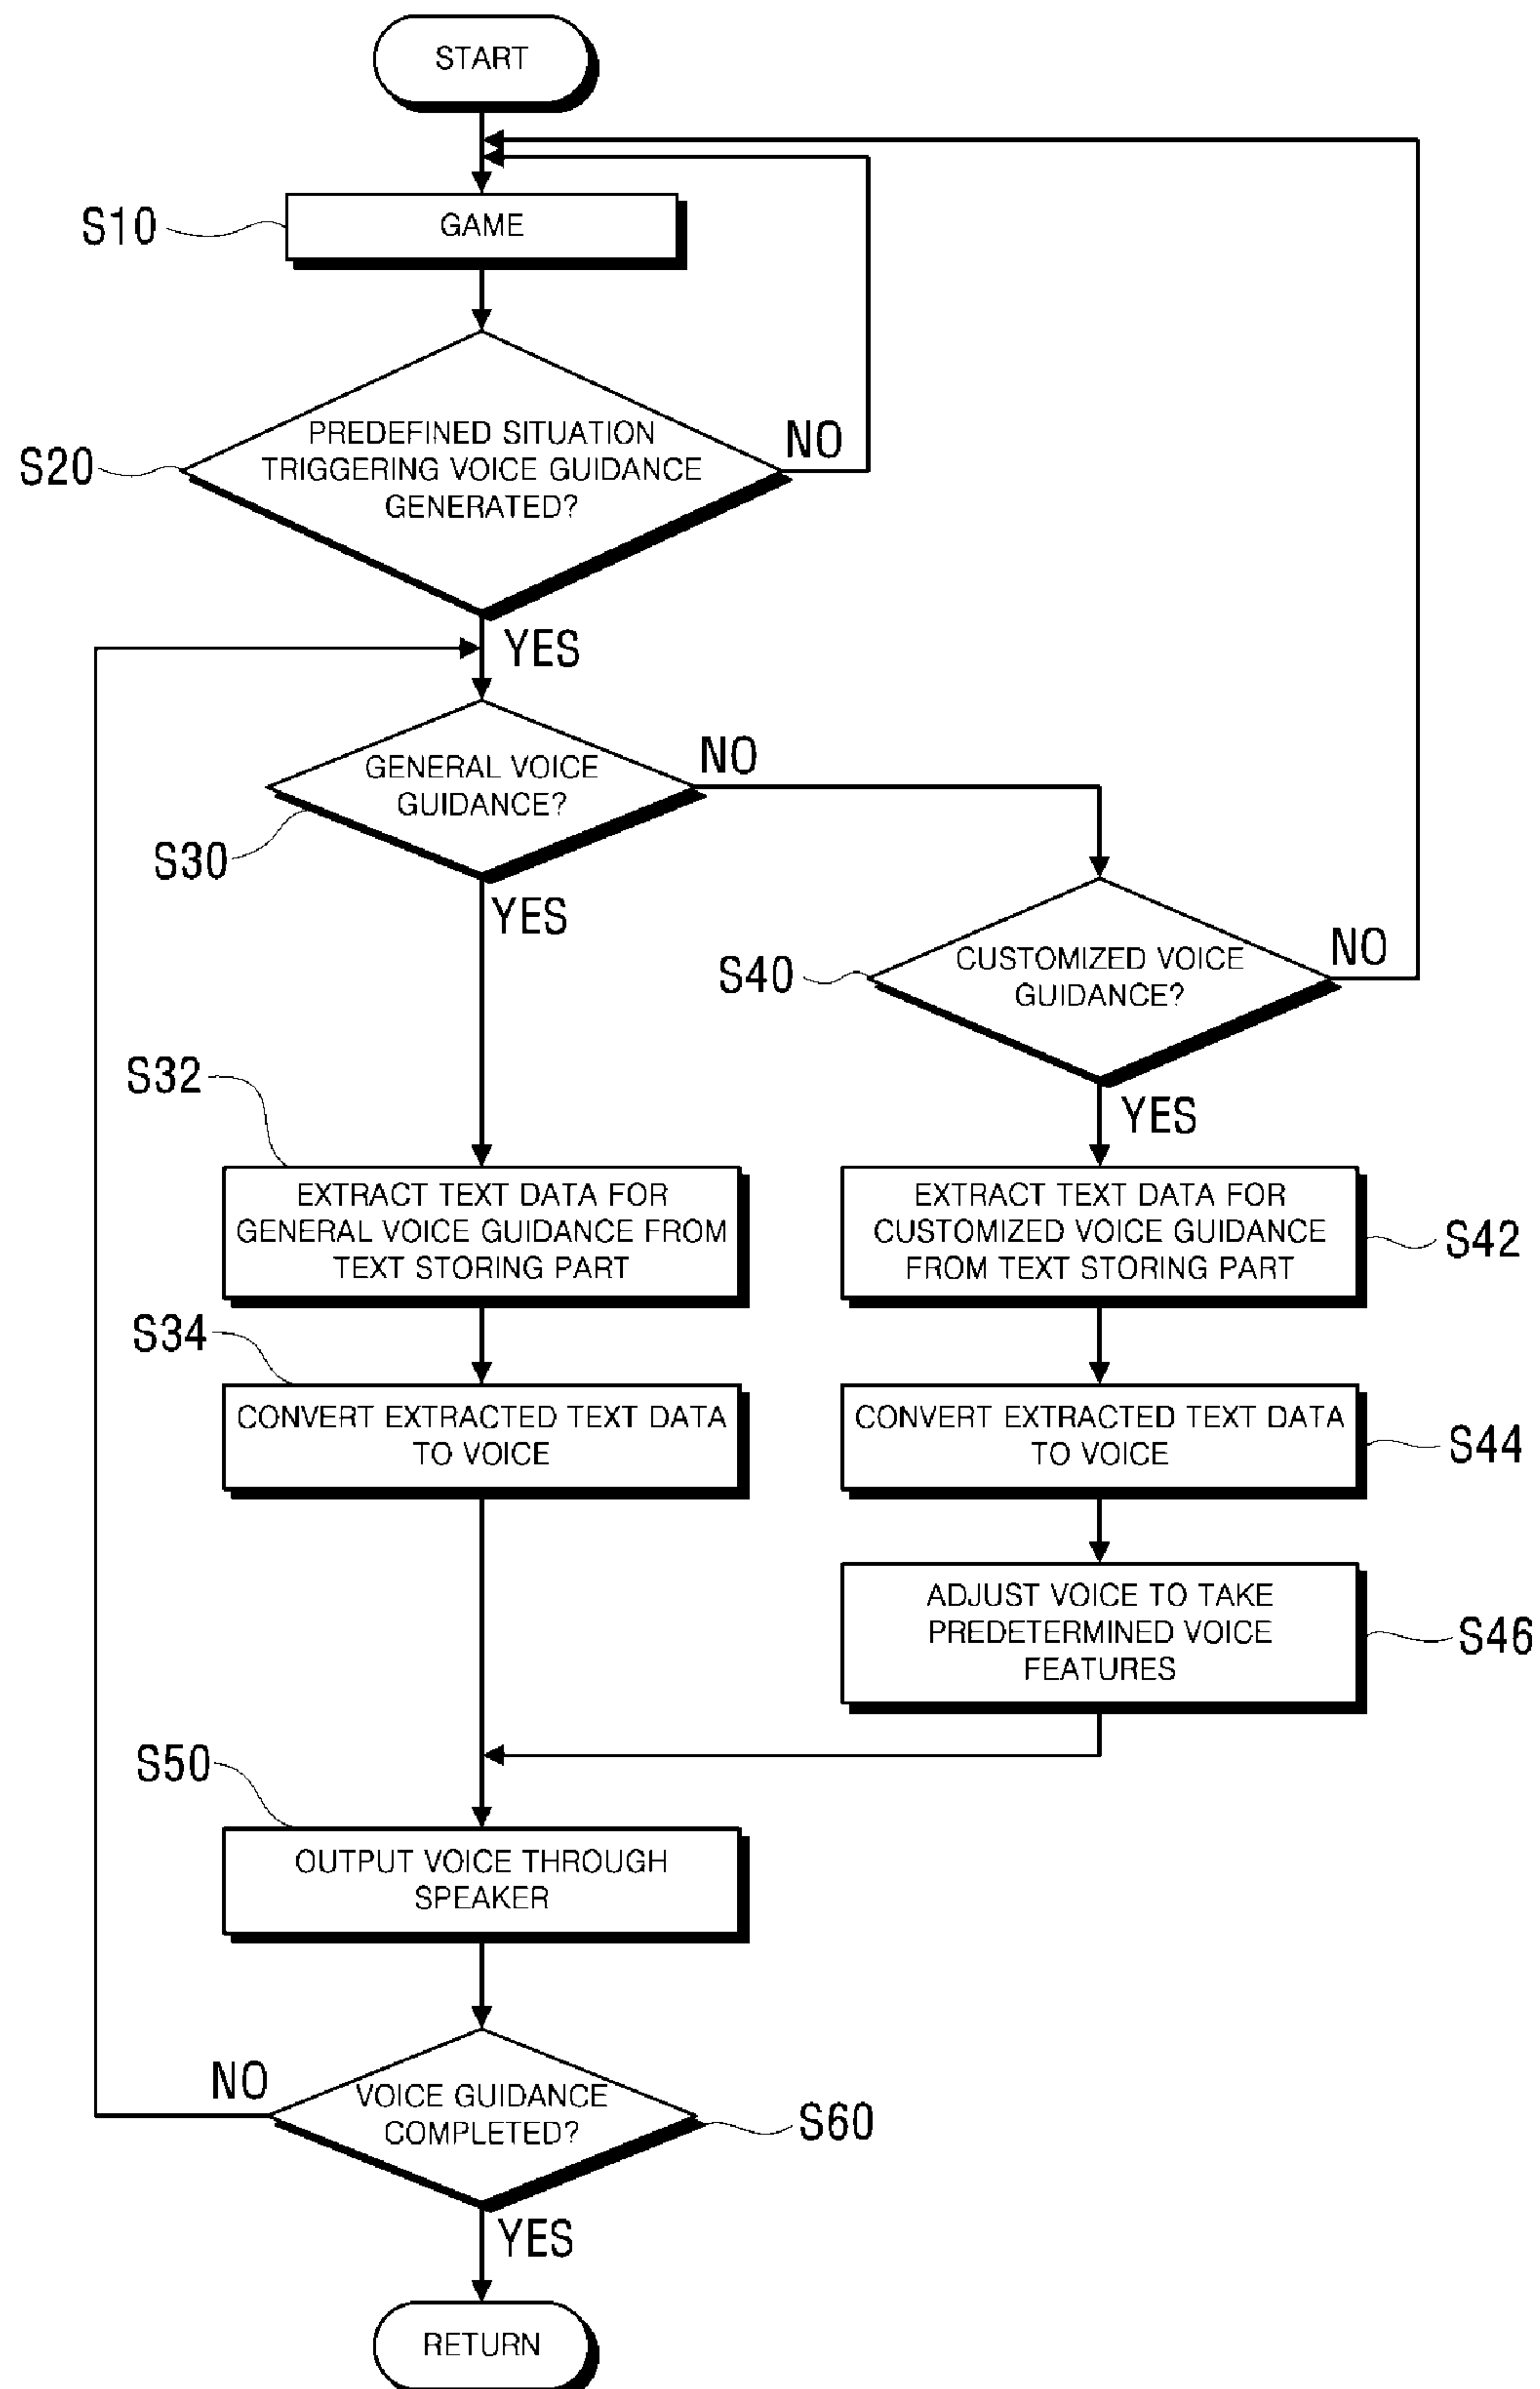 START
S10
GAME
S20
PREDEFINED SITUATION
TRIGGERING VOICE GUIDANCE
GENERATED?
NO
YES
GENERAL VOICE
GUIDANCE?
NO
S30
YES
S40
CUSTOMIZED VOICE
GUIDANCE?
NO
YES
S32
EXTRACT TEXT DATA FOR
GENERAL VOICE GUIDANCE FROM
TEXT STORING PART
EXTRACT TEXT DATA FOR
CUSTOMIZED VOICE GUIDANCE
FROM TEXT STORING PART
S42
S34
CONVERT EXTRACTED TEXT DATA
TO VOICE
CONVERT EXTRACTED TEXT DATA
TO VOICE
S44
ADJUST VOICE TO TAKE
PREDETERMINED VOICE
FEATURES
S46
S50
OUTPUT VOICE THROUGH
SPEAKER
NO
VOICE GUIDANCE
COMPLETED?
S60
YES
RETURN